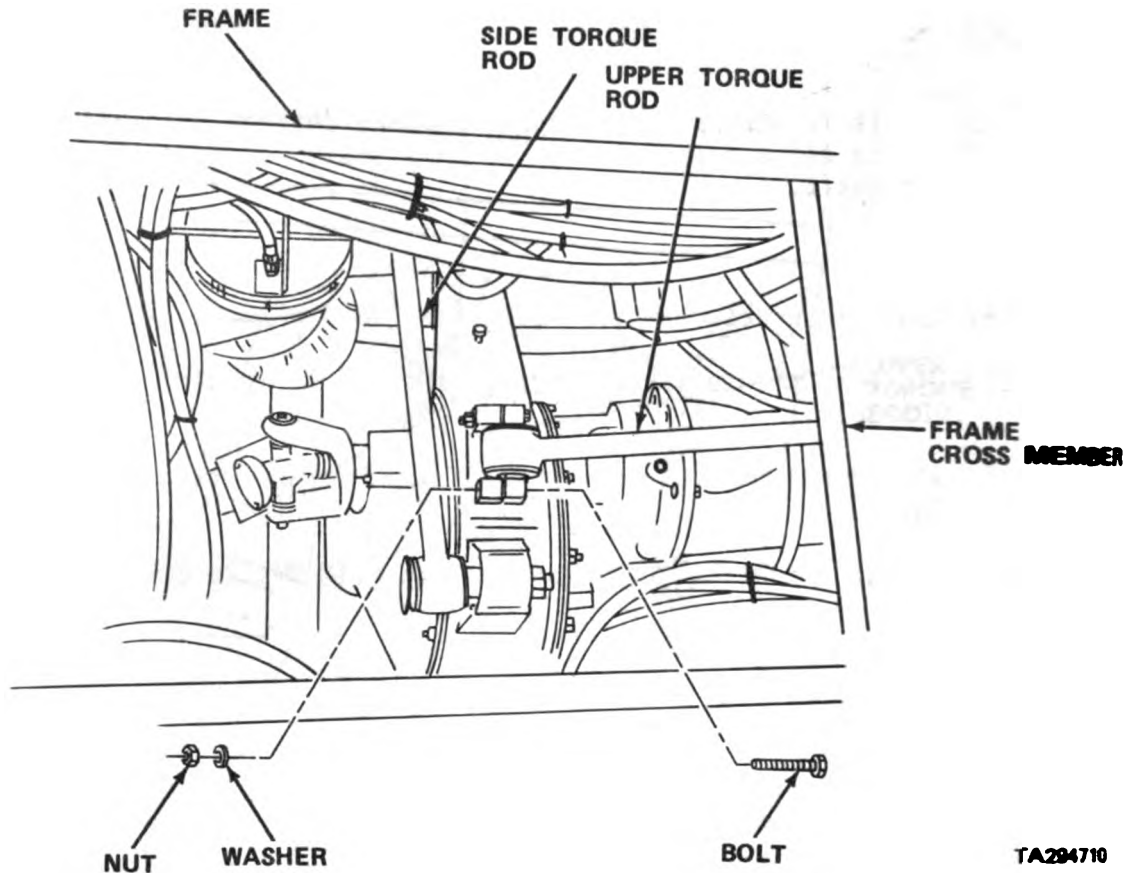 FRAME
SIDE TORQUE
ROD
UPPER TORQUE
ROD
FRAME
CROSS MEMBER
NUT
WASHER
BOLT
TA294710